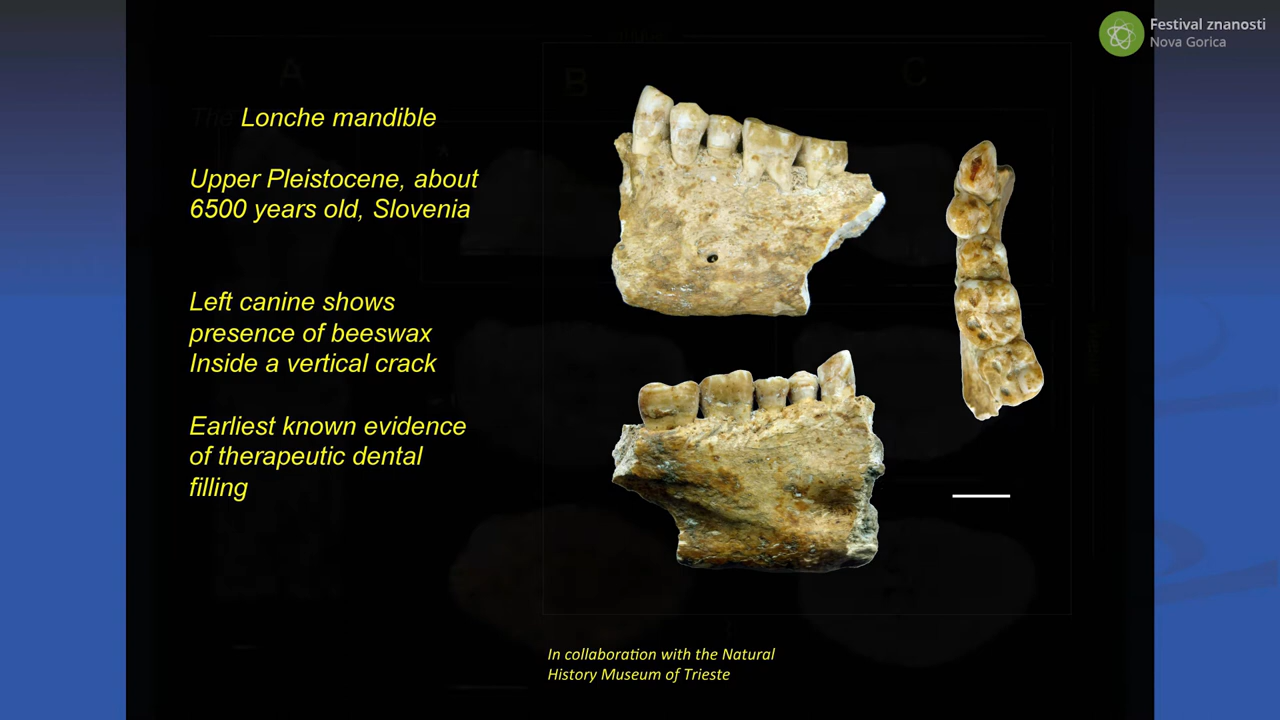 Festival znanosti
Nova Gorica
A
B
C
The
Lonche mandible
Upper Pleistocene, about
6500 years old, Slovenia
Left canine shows
presence of beeswax
Inside a vertical crack
Earliest known evidence
of therapeutic dental
filling
In collaboration with the Natural
History Museum of Trieste